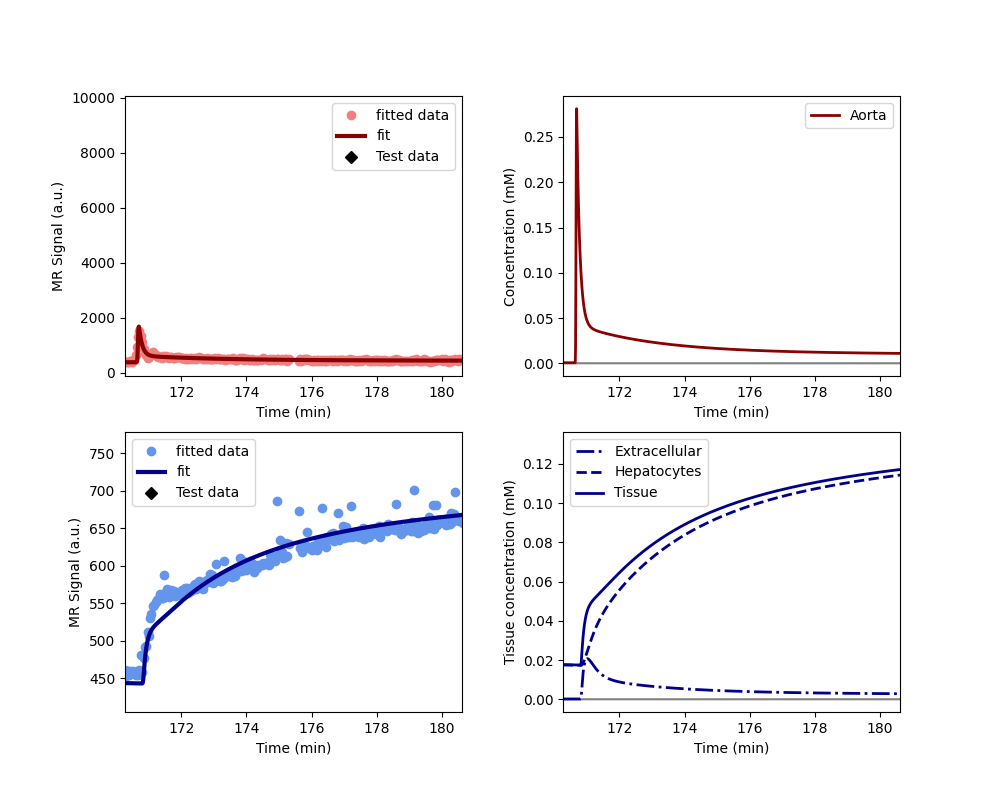 10000
8000
6000
4000
2000
0
MR Signal (a.u.)
fitted data
fit
Test data
172 174 176 178 180
Time (min)
0.25
0.20
0.15
0.10
0.05
0.00
Concentration (mM)
Aorta
172 174 176 178 180
Time (min)
750
700
650
600
550
500
450
MR Signal (a.u.)
fitted data
fit
Test data
172 174 176 178 180
Time (min)
0.12
0.10
0.08
0.06
0.04
0.02
0.00
Tissue concentration (mM)
Extracellular
Hepatocytes
Tissue
172 174 176 178 180
Time (min)